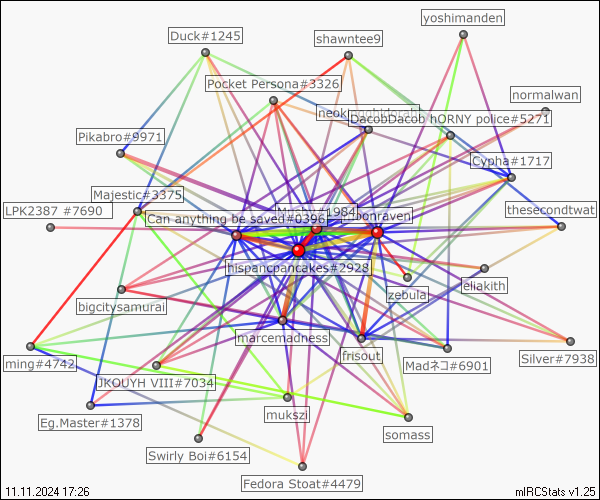 yoshimanden
Duck#1245
shawntee9
Pocket Persona#3326
normalwan
DacobDacob hORNY police#5271
Pikabro#9971
Cypha#1717
Majestic#3375
LPK2387 #7690
#1984
Can anything be saved#0396
thesecondtwat
hispancpancakes#2928
eliakith
zebula
bigcitysamurai
marcemadness
frisout
ming#4742
Madネコ#6901
Silver#7938
JKOUYH VIII#7034
mukszi
Eg.Master#1378
somass
Swirly Boi#6154
Fedora Stoat#4479
11.11.2024 17:26
mIRCStats v1.25